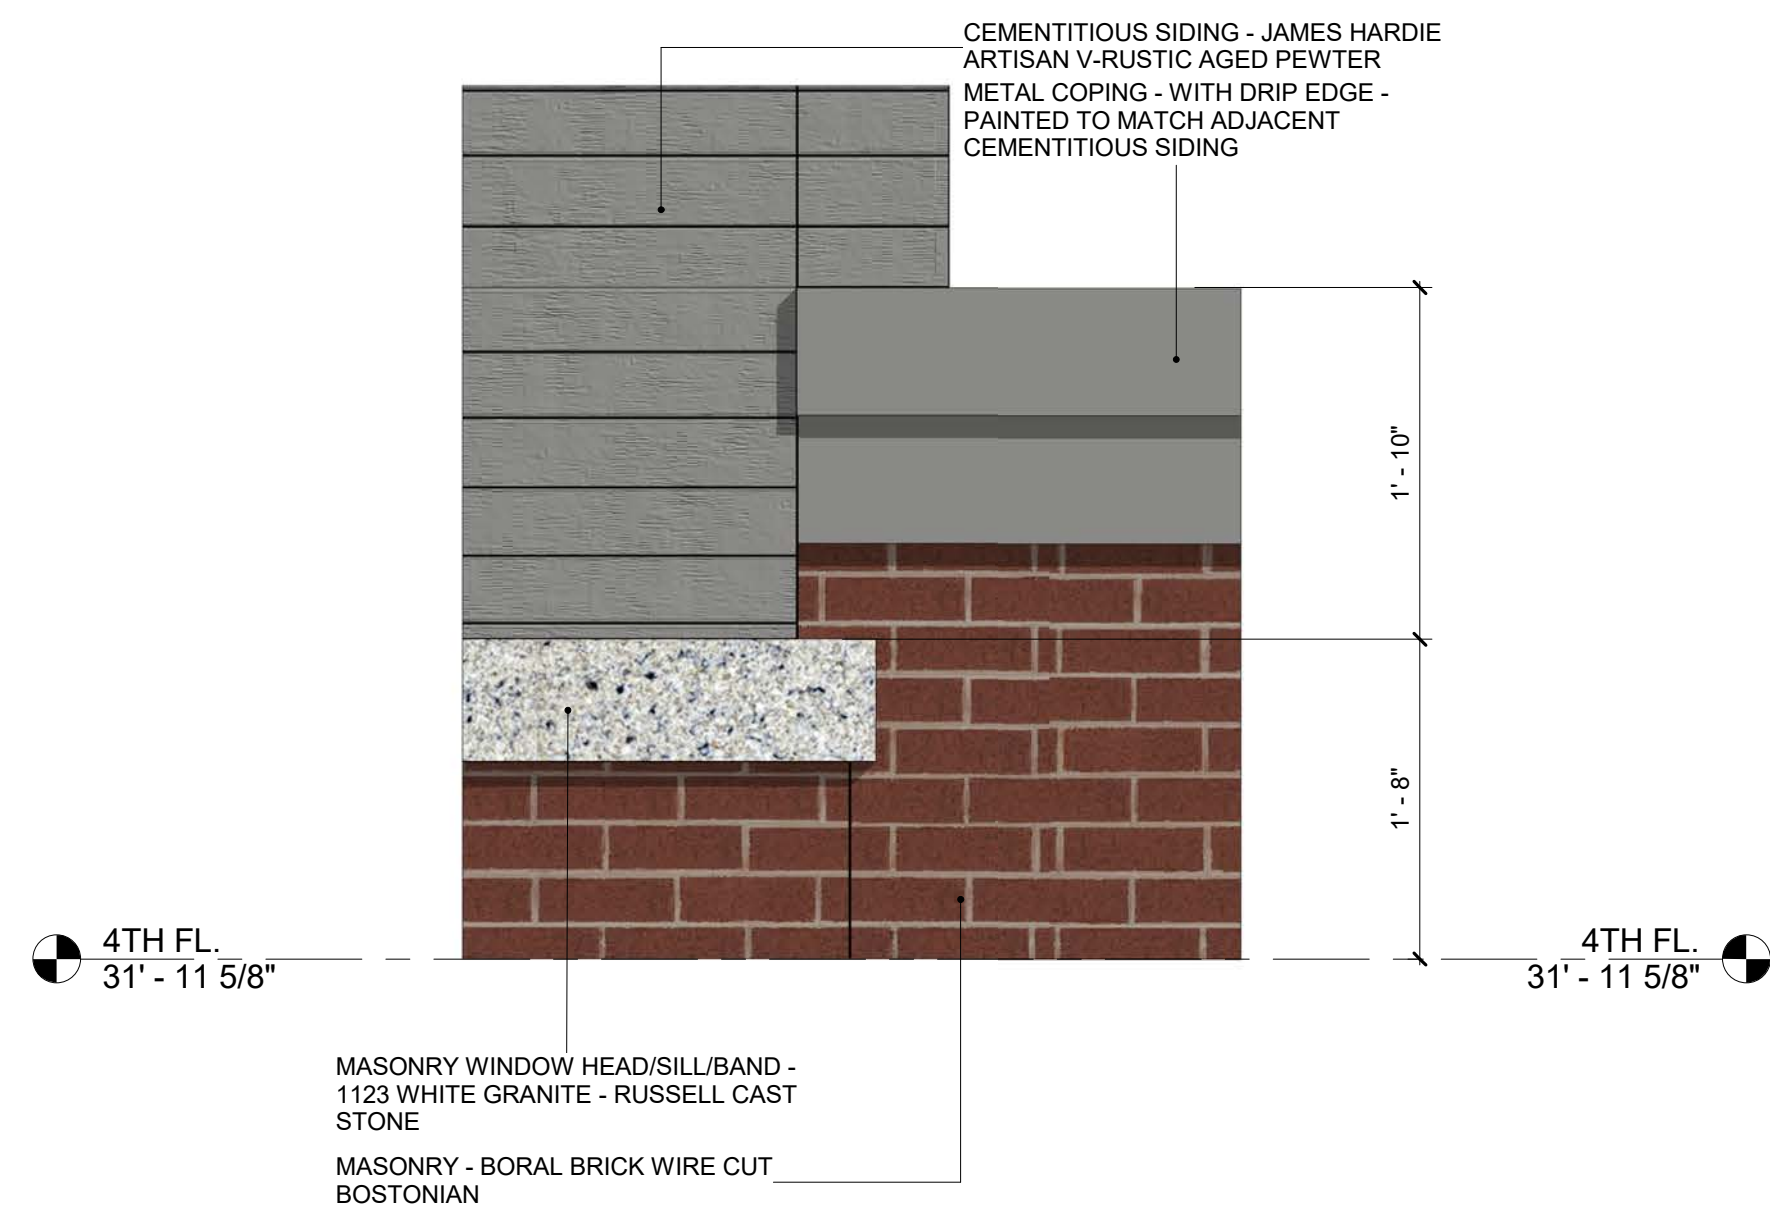 CEMENTITIOUS SIDING - JAMES HARDIE
ARTISAN V-RUSTIC AGED PEWTER
METAL COPING - WITH DRIP EDGE -
PAINTED TO MATCH ADJACENT
CEMENTITIOUS SIDING
1' - 10"
1' - 8"
4TH FL.
31' - 11 5/8"
4TH FL.
31' - 11 5/8"
MASONRY WINDOW HEAD/SILL/BAND -
1123 WHITE GRANITE - RUSSELL CAST
STONE
MASONRY - BORAL BRICK WIRE CUT
BOSTONIAN